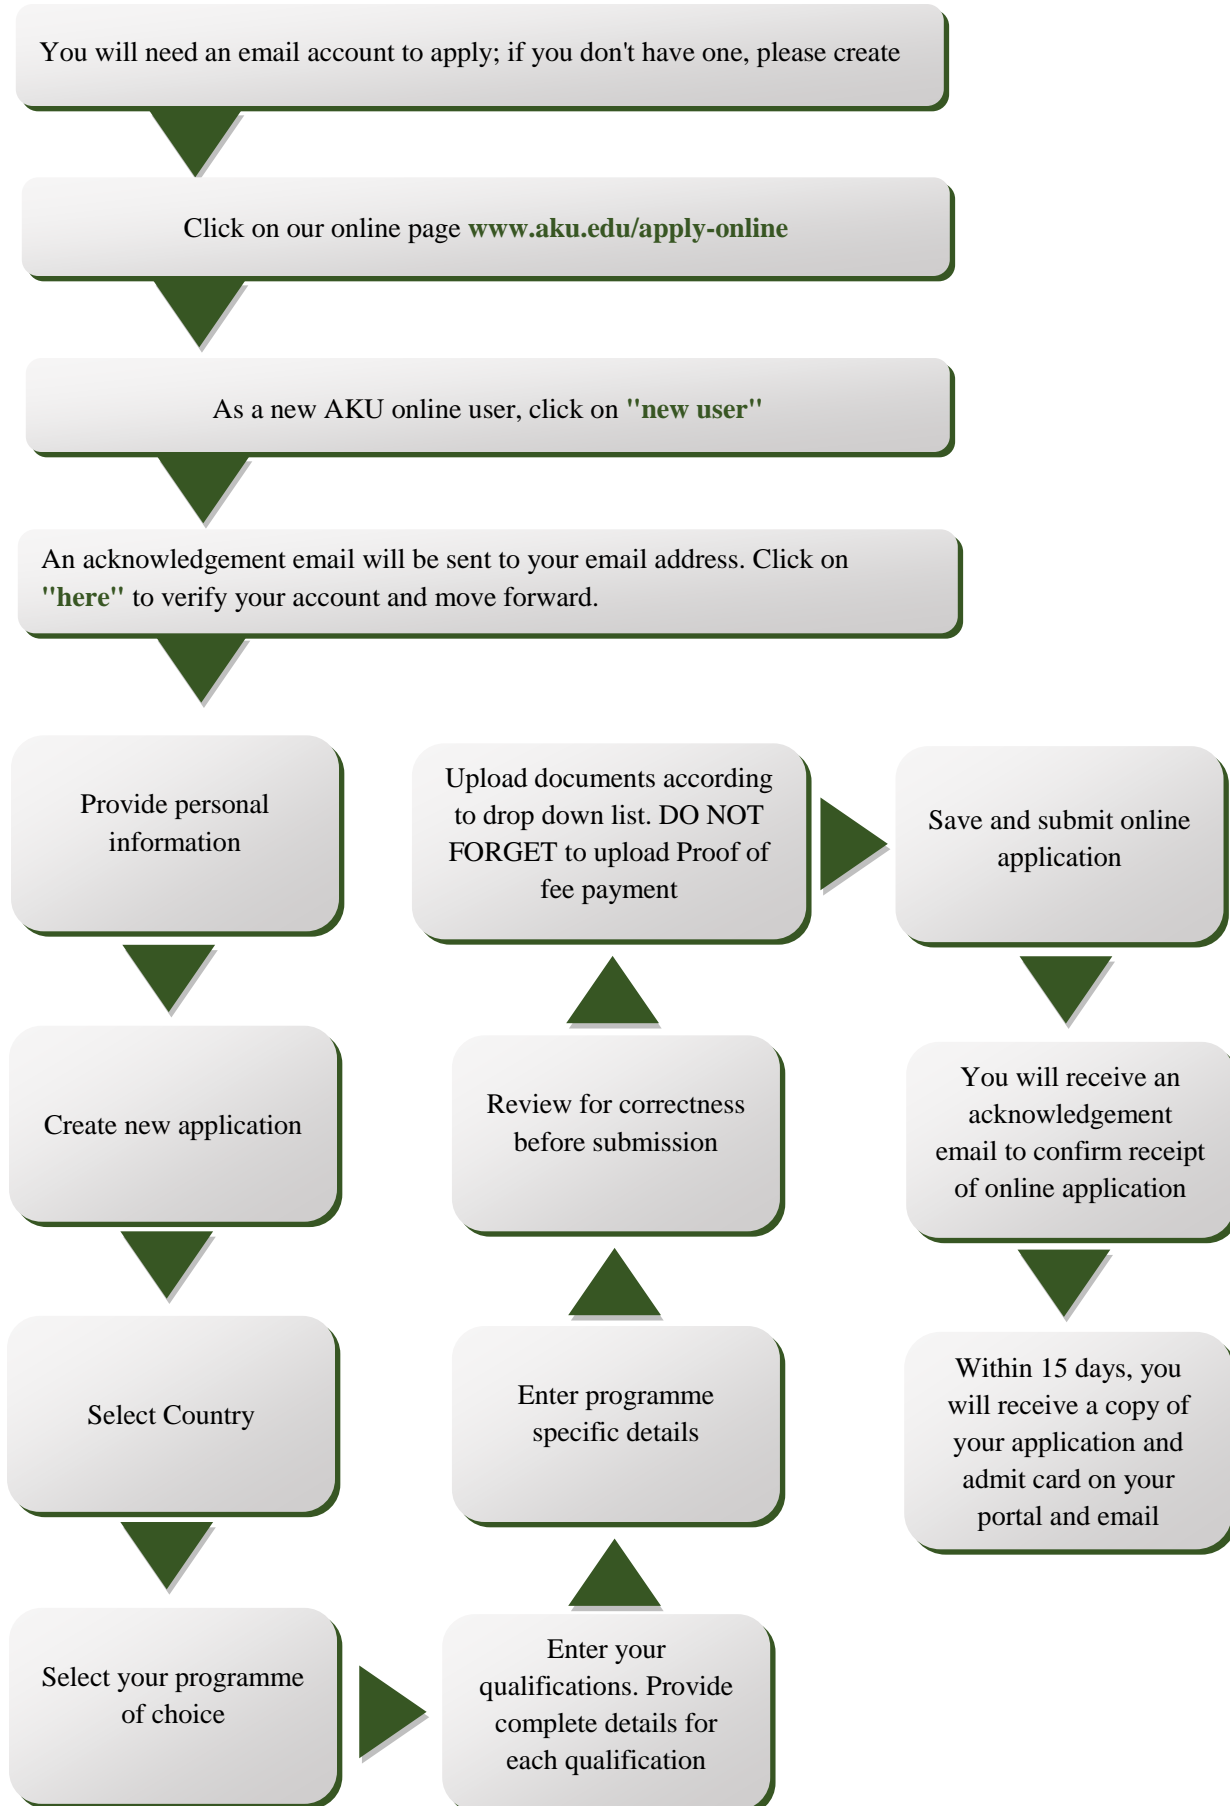 You will need an email account to apply; if you don't have one, please create
Click on our online page www.aku.edu/apply-online
As a new AKU online user, click on "new user"
An acknowledgement email will be sent to your email address. Click on
"here" to verify your account and move forward.
Provide personal
information
Create new application
Select Country
Select your programme
of choice
Enter your
qualifications. Provide
complete details for
each qualification
Enter programme
specific details
Review for correctness
before submission
Upload documents according
to drop down list. DO NOT
FORGET to upload Proof of
fee payment
Save and submit online
application
You will receive an
acknowledgement
email to confirm receipt
of online application
Within 15 days, you
will receive a copy of
your application and
admit card on your
portal and email